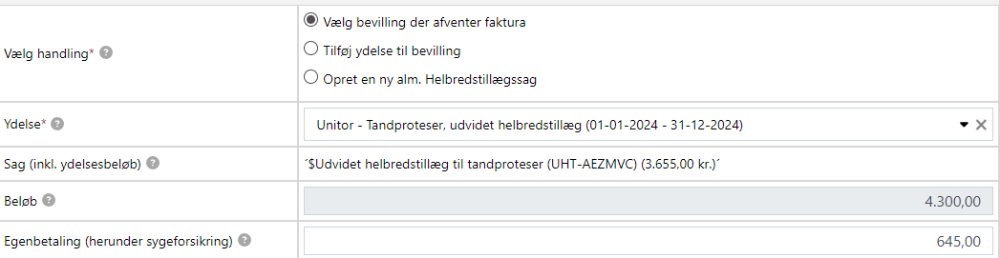 Vælg handling*
Vælg bevilling der afventer faktura
Tilføj ydelse til bevilling
Opret en ny alm. Helbredstillægssag
Ydelse*
Unitor - Tandproteser, udvidet helbredstillæg (01-01-2024 - 31-12-2024)
Sag (inkl. ydelsesbeløb)
´$Udvidet helbredstillæg til tandproteser (UHT-AEZMVC) (3.655,00 kr.)´
Beløb
4.300,00
Egenbetaling (herunder sygeforsikring)
645,00